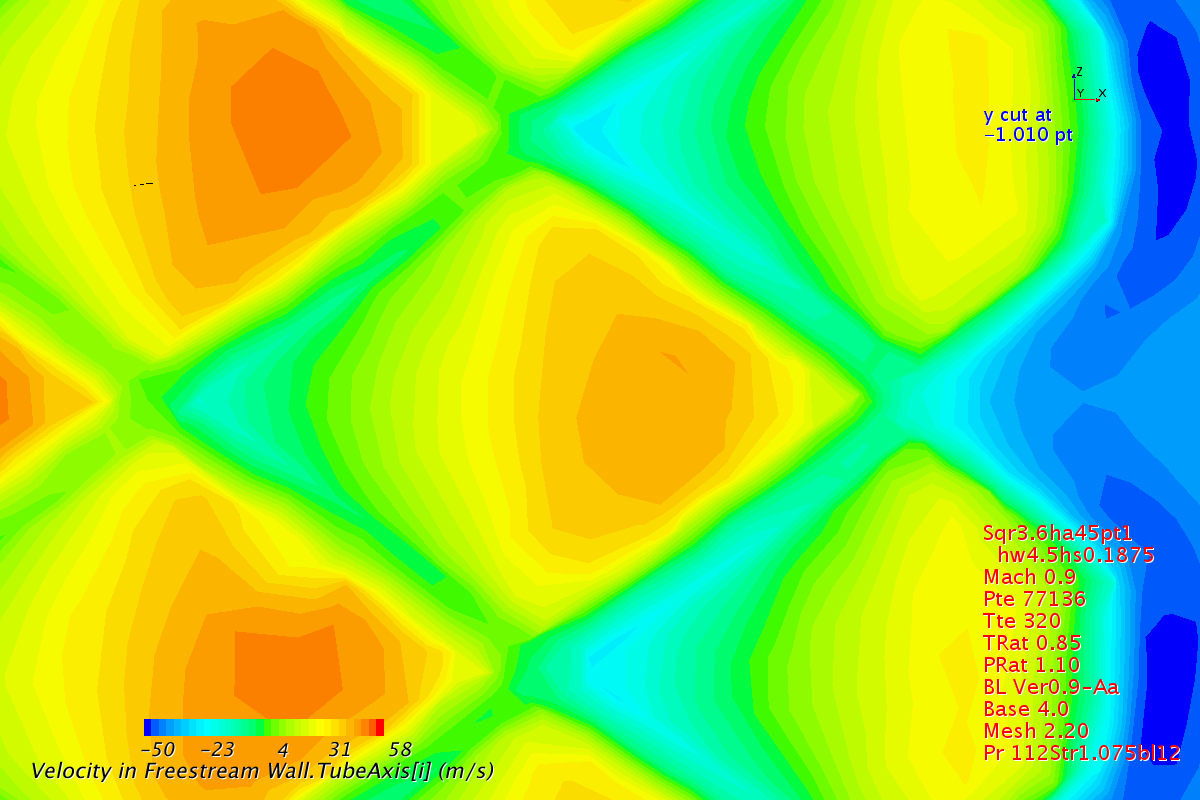 Z
Y X
y cut at
-1.010 pt
Sqr3.6ha45pt1
hw4.5hs0.1875
Mach 0.9
Pte 77136
Tte 320
TRat 0.85
PRat 1.10
BL Ver0.9-Aa
Base 4.0
Mesh 2.20
Pr 112Str1.075bl12
-50 -23 4 31 58
Velocity in Freestream Wall.TubeAxis[i] (m/s)